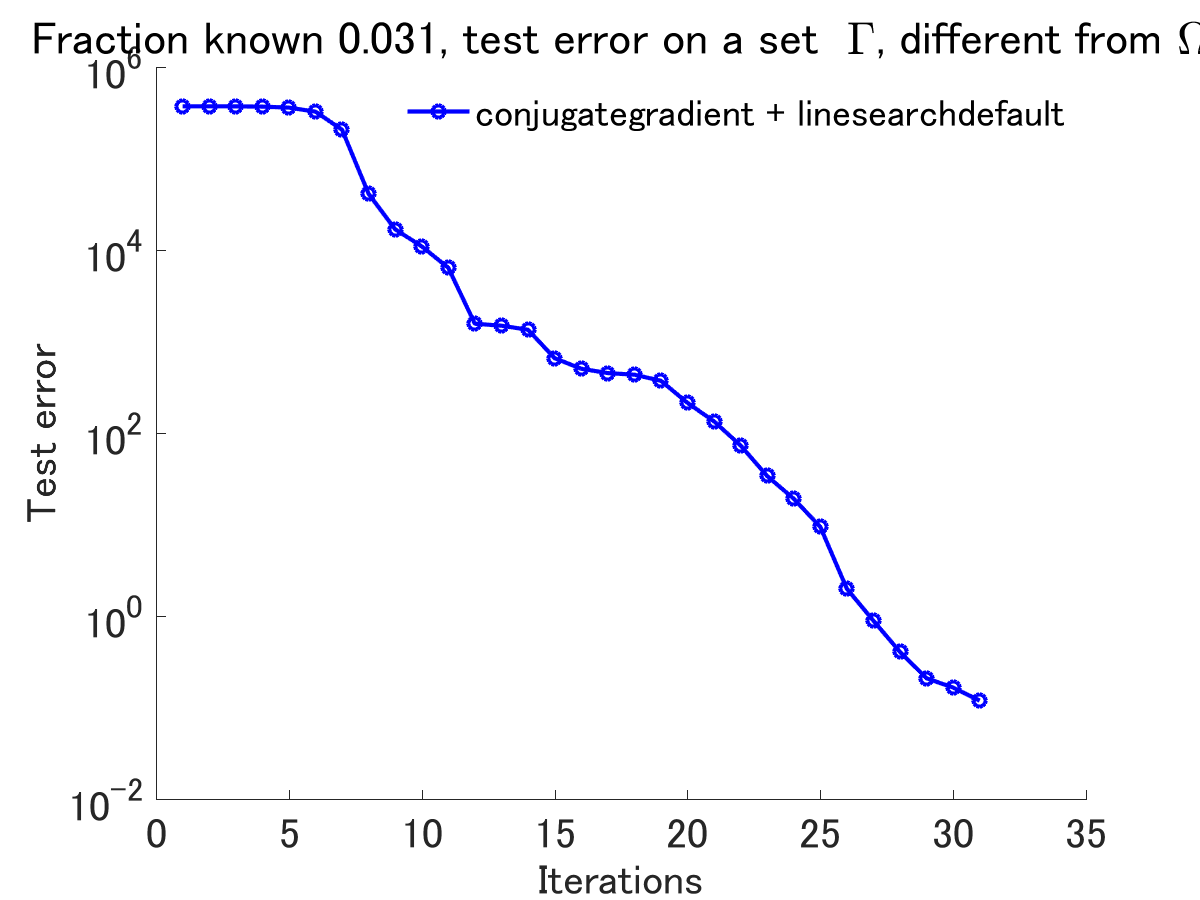 Fraction known 0.031, test error on a set Γ, different from Ω
10^6
conjugategradient + linesearchdefault
10^4
10^2
10^0
10^-2
Test error
0 5 10 15 20 25 30 35
Iterations